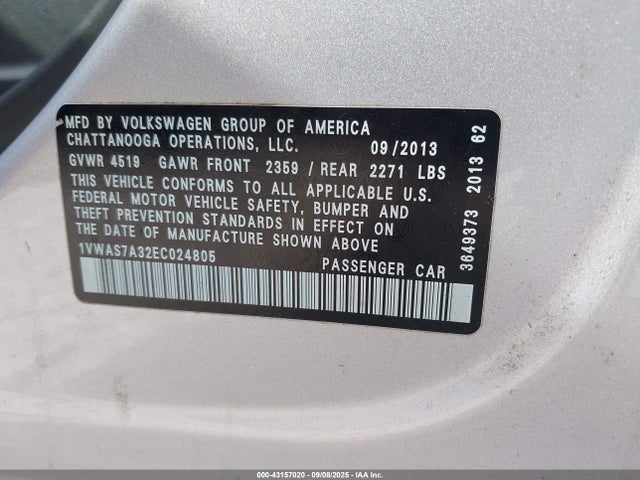 MFD BY VOLKSWAGEN GROUP OF AMERICA
CHATTANOOGA OPERATIONS, LLC. 09/2013
GVWR 4519 GAWR FRONT 2359 / REAR 2271 LBS
THIS VEHICLE CONFORMS TO ALL APPLICABLE U.S.
FEDERAL MOTOR VEHICLE SAFETY, BUMPER AND
THEFT PREVENTION STANDARDS IN EFFECT ON
THE DATE OF MANUFACTURE SHOWN ABOVE
1VWAS7A32EC024805 PASSENGER CAR
3649373 2013 62
000-43157020 - 09/08/2025 - IAA, Inc.